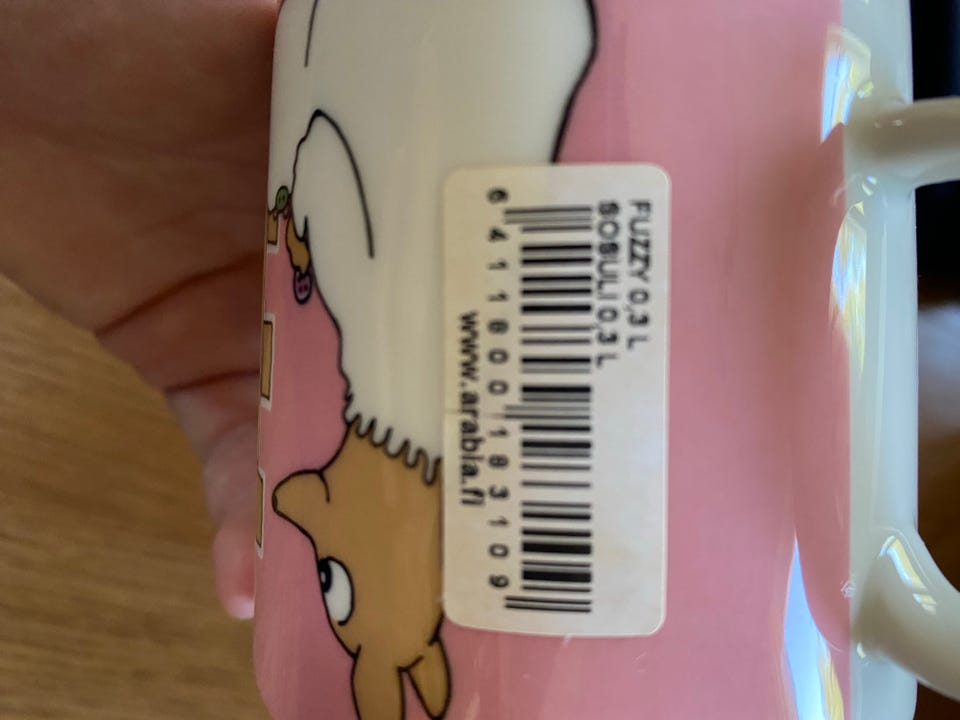 FUZZY 0,3 L
SOSULI 0,3 L
6 411800 183109
www.arabia.fi